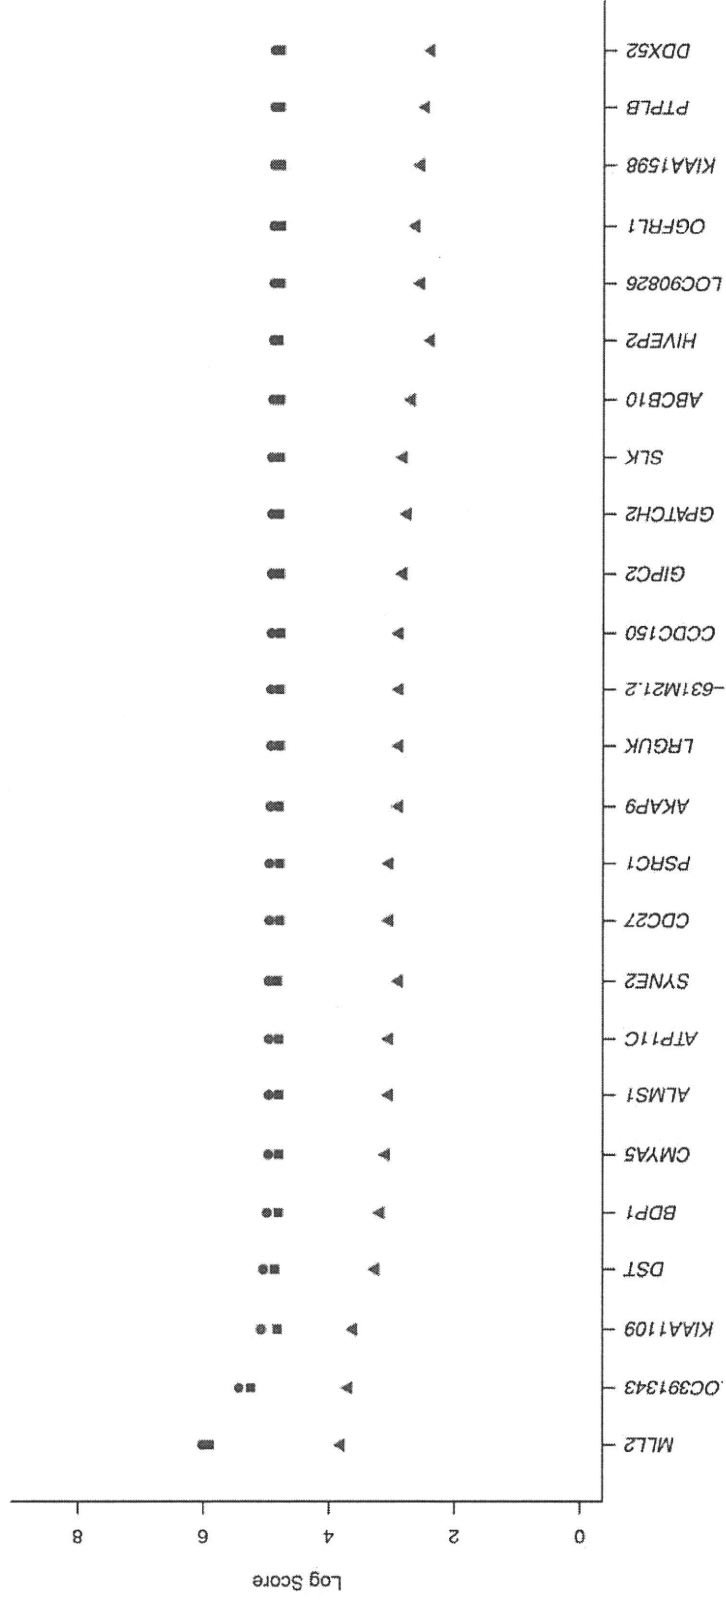 DDX52
PTPLB
KIAA1598
OGFRL1
LOC90826
HIVEP2
ABCB10
SLK
GPATCH2
GIPC2
CCDC150
-631M21.2
LRGUK
AKAP9
PSRC1
CDC27
SYNE2
ATP11C
ALMS1
CMYA5
BDP1
DST
KIAA1109
.OC391343
MLL2
8
6
4
2
0
Log Score